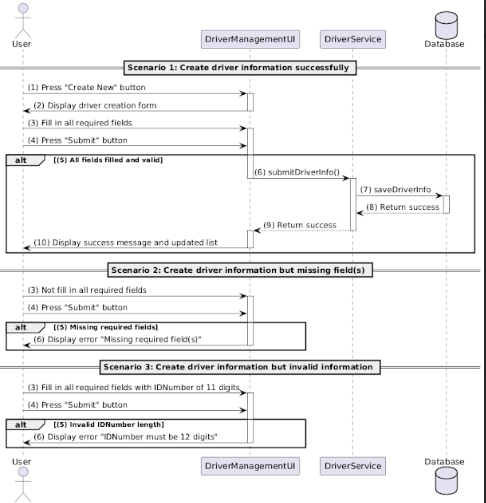 User
DriverManagementUI
DriverService
Database
Scenario 1: Create driver information successfully
(1) Press "Create New" button
(2) Display driver creation form
(3) Fill in all required fields
(4) Press "Submit" button
alt [(5) All fields filled and valid]
(6) submitDriverInfo()
(7) saveDriverInfo
(8) Return success
(9) Return success
(10) Display success message and updated list
Scenario 2: Create driver information but missing field(s)
(3) Not fill in all required fields
(4) Press "Submit" button
alt [(5) Missing required fields]
(6) Display error "Missing required field(s)"
Scenario 3: Create driver information but invalid information
(3) Fill in all required fields with IDNumber of 11 digits
(4) Press "Submit" button
alt [(5) Invalid IDNumber length]
(6) Display error "IDNumber must be 12 digits"
User
DriverManagementUI
DriverService
Database